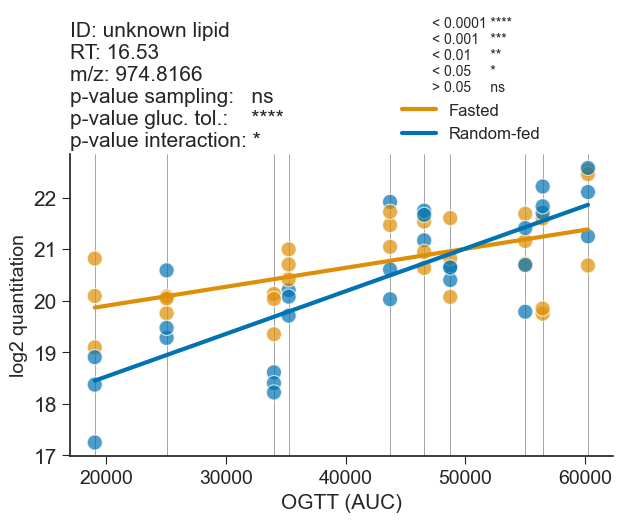 ID: unknown lipid
RT: 16.53
m/z: 974.8166
p-value sampling: ns
p-value gluc. tol.: ****
p-value interaction: *
< 0.0001 ****
< 0.001 ***
< 0.01 **
< 0.05 *
> 0.05 ns
Fasted
Random-fed
log2 quantitation
22
21
20
19
18
17
20000 30000 40000 50000 60000
OGTT (AUC)